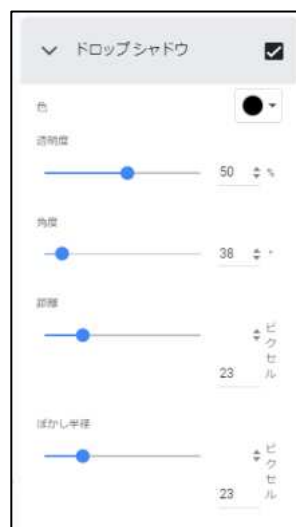 ドロップシャドウ
色
透明度
50 %
角度
38 °
距離
23 ピクセル
ぼかし半径
23 ピクセル